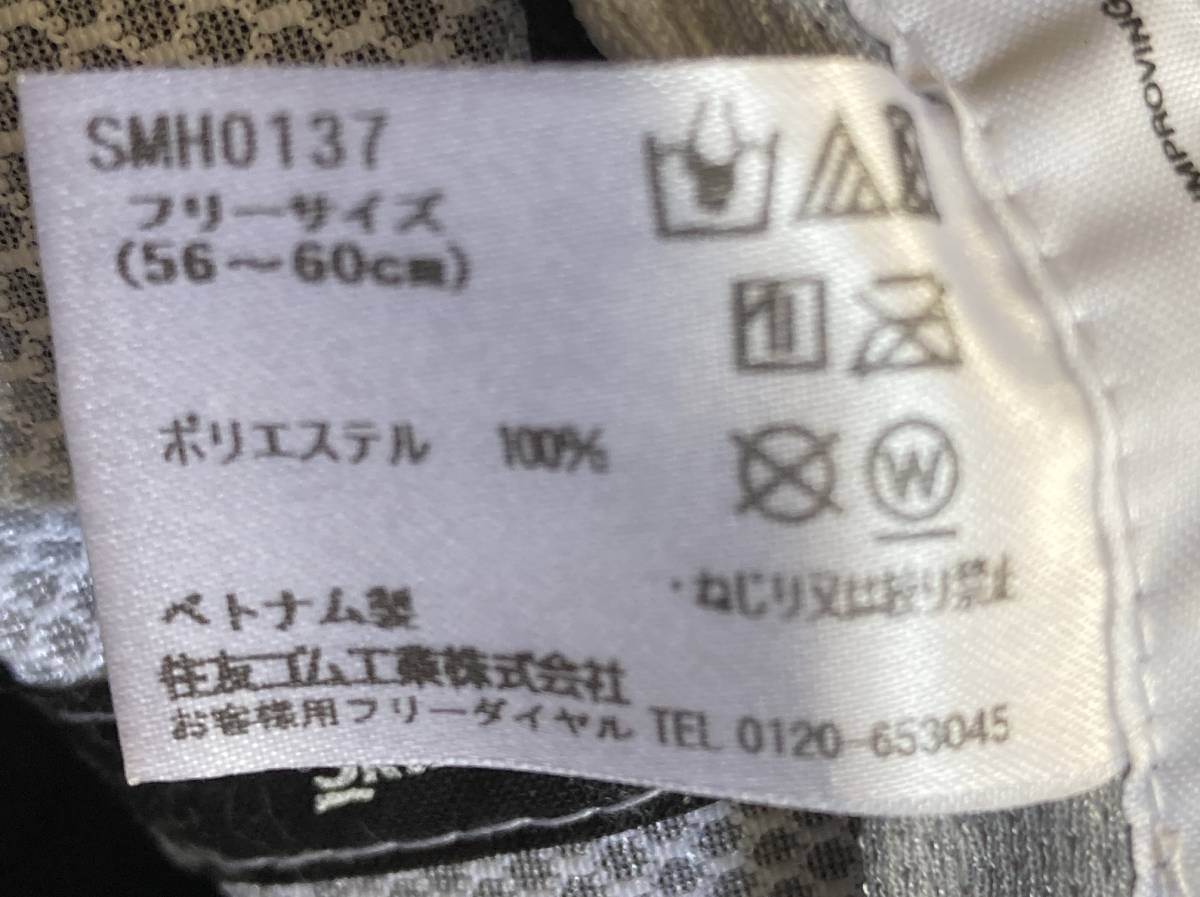 SMH0137
フリーサイズ
(56～60cm)
ポリエステル 100%
W
・ねじり又は絞り禁止
ベトナム製
住友ゴム工業株式会社
お客様用フリーダイヤル TEL 0120-653045
IMPROVING